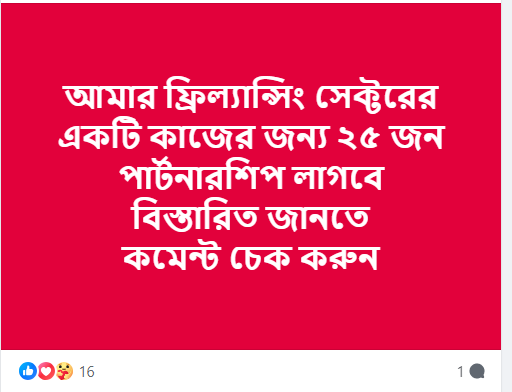 আমার ফ্রিল্যান্সিং সেক্টরের
একটি কাজের জন্য ২৫ জন
পার্টনারশিপ লাগবে
বিস্তারিত জানতে
কমেন্ট চেক করুন
16
1